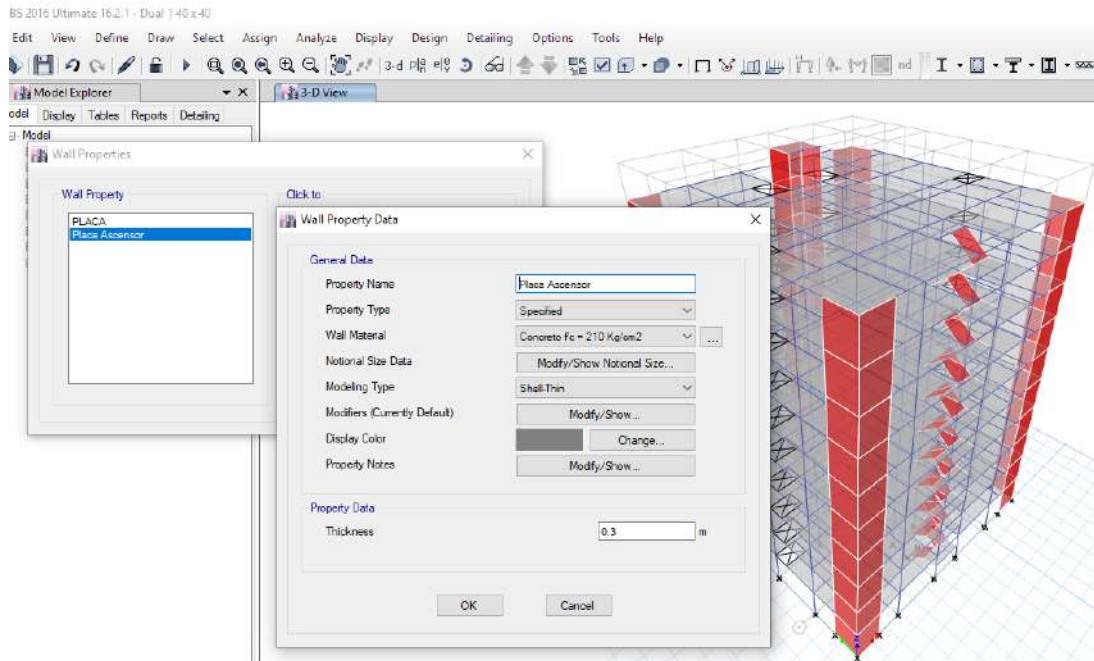 BS 2016 Ultimate 16.2.1 - Dual 1-40 x 40
Edit View Define Draw Select Assign Analyze Display Design Detailing Options Tools Help
3-d nd
Model Explorer
3-D View
odel Display Tables Reports Detailing
Model
Wall Properties
Wall Property
Click to
PLACA
Placa Ascensor
Wall Property Data
General Data
Property Name Placa Ascensor
Property Type Specified
Wall Material Concreto Fc = 210 Kg/cm2 ...
Notional Size Data Modify/Show Notional Size...
Modeling Type Shell-Thin
Modifiers (Currently Default) Modify/Show...
Display Color Change...
Property Notes Modify/Show...
Property Data
Thickness 0.3 m
OK Cancel